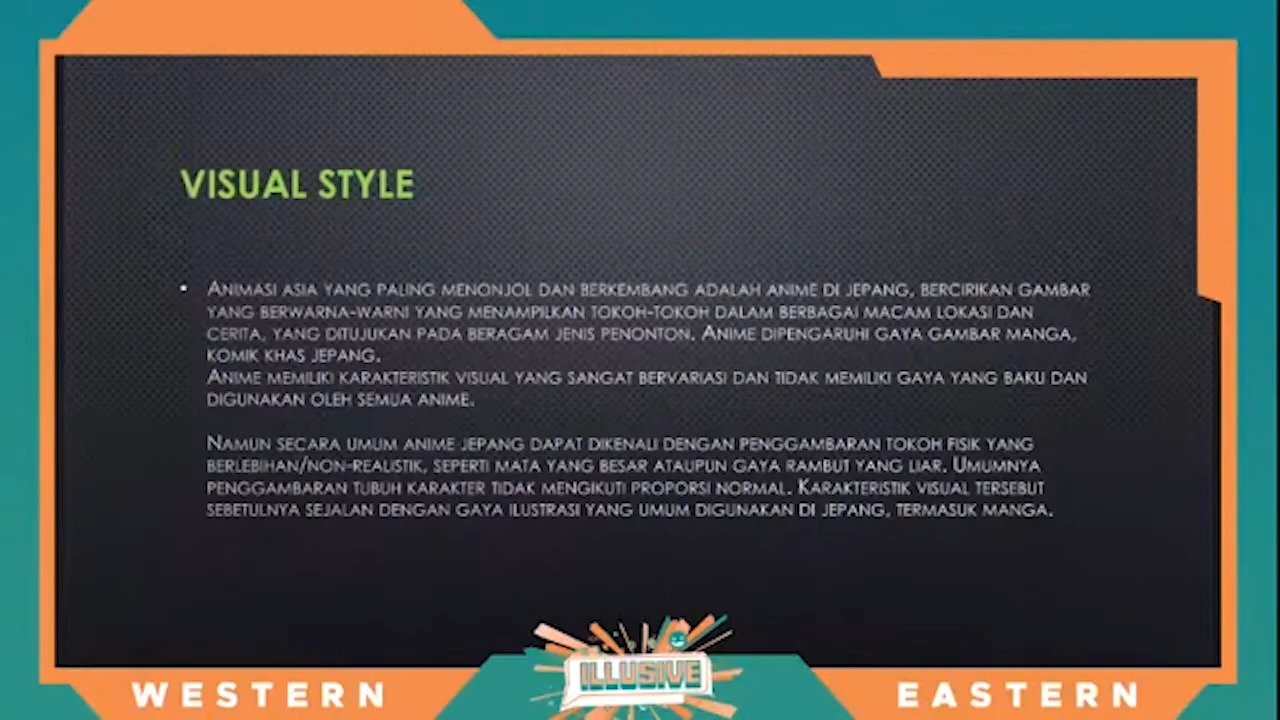 VISUAL STYLE
• ANIMASI ASIA YANG PALING MENONJOL DAN BERKEMBANG ADALAH ANIME DI JEPANG, BERCIRIKAN GAMBAR
YANG BERWARNA-WARNI YANG MENAMPILKAN TOKOH-TOKOH DALAM BERBAGAI MACAM LOKASI DAN
CERITA, YANG DITUJUKAN PADA BERAGAM JENIS PENONTON. ANIME DIPENGARUHI GAYA GAMBAR MANGA,
KOMIK KHAS JEPANG.
ANIME MEMILIKI KARAKTERISTIK VISUAL YANG SANGAT BERVARIASI DAN TIDAK MEMILIKI GAYA YANG BAKU DAN
DIGUNAKAN OLEH SEMUA ANIME.
NAMUN SECARA UMUM ANIME JEPANG DAPAT DIKENALI DENGAN PENGGAMBARAN TOKOH FISIK YANG
BERLEBIHAN/NON-REALISTIK, SEPERTI MATA YANG BESAR ATAUPUN GAYA RAMBUT YANG LIAR. UMUMNYA
PENGGAMBARAN TUBUH KARAKTER TIDAK MENGIKUTI PROPORSI NORMAL. KARAKTERISTIK VISUAL TERSEBUT
SEBETULNYA SEJALAN DENGAN GAYA ILUSTRASI YANG UMUM DIGUNAKAN DI JEPANG, TERMASUK MANGA.
WESTERN
ILLUSIVE
EASTERN